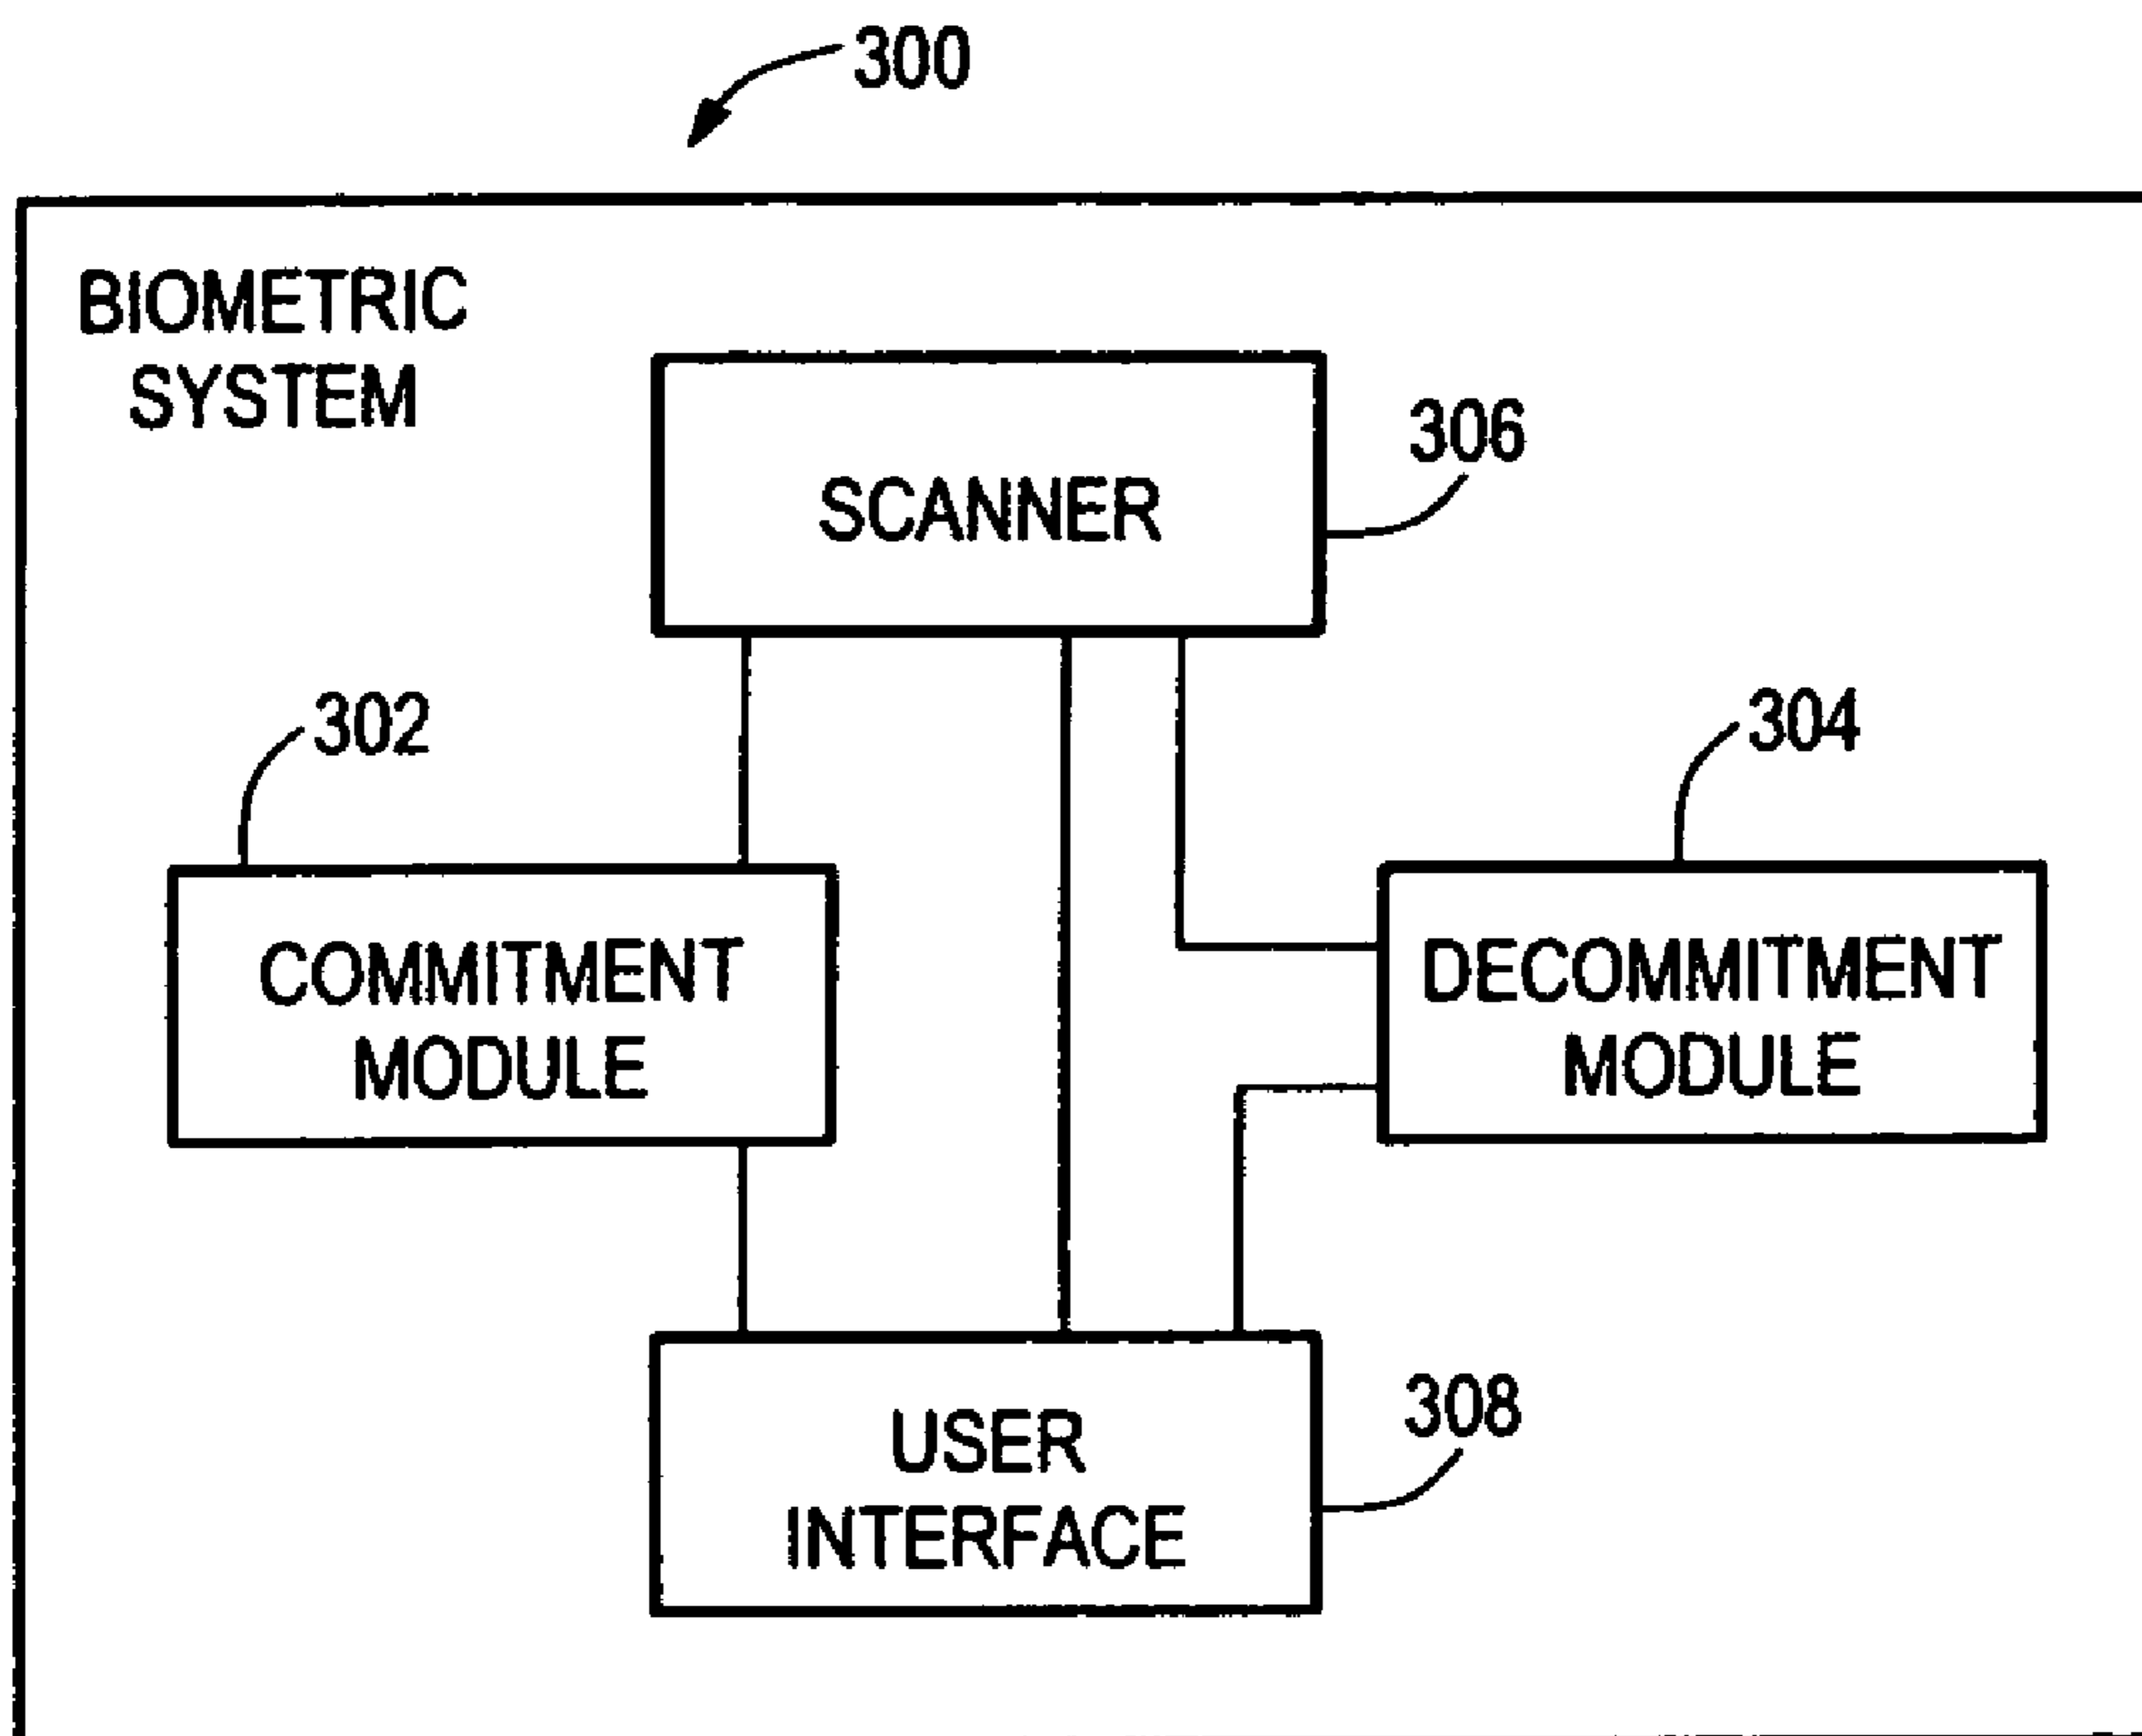 300
BIOMETRIC
SYSTEM
SCANNER
306
302
304
COMMITMENT
MODULE
DECOMMITMENT
MODULE
USER
INTERFACE
308